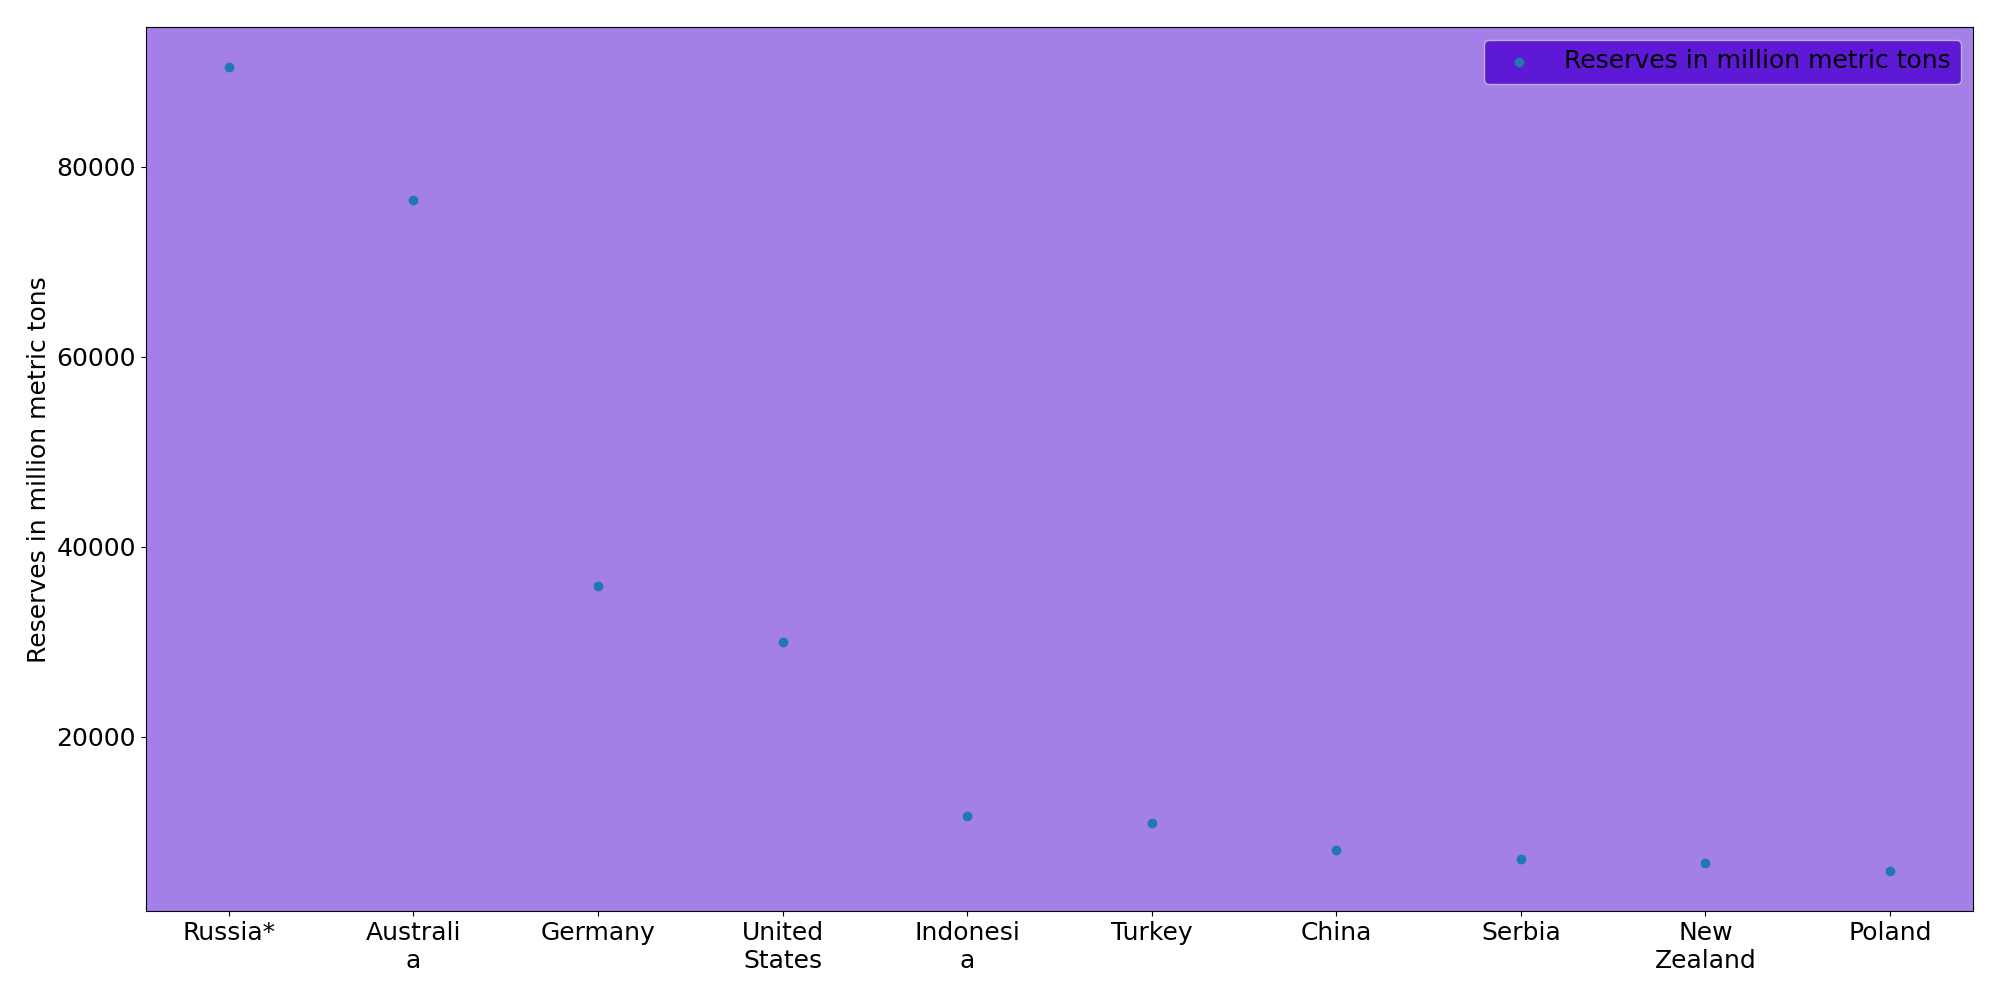 Reserves in million metric tons
Reserves in million metric tons
80000
60000
40000
20000
Russia*
Australi
a
Germany
United
States
Indonesi
a
Turkey
China
Serbia
New
Zealand
Poland